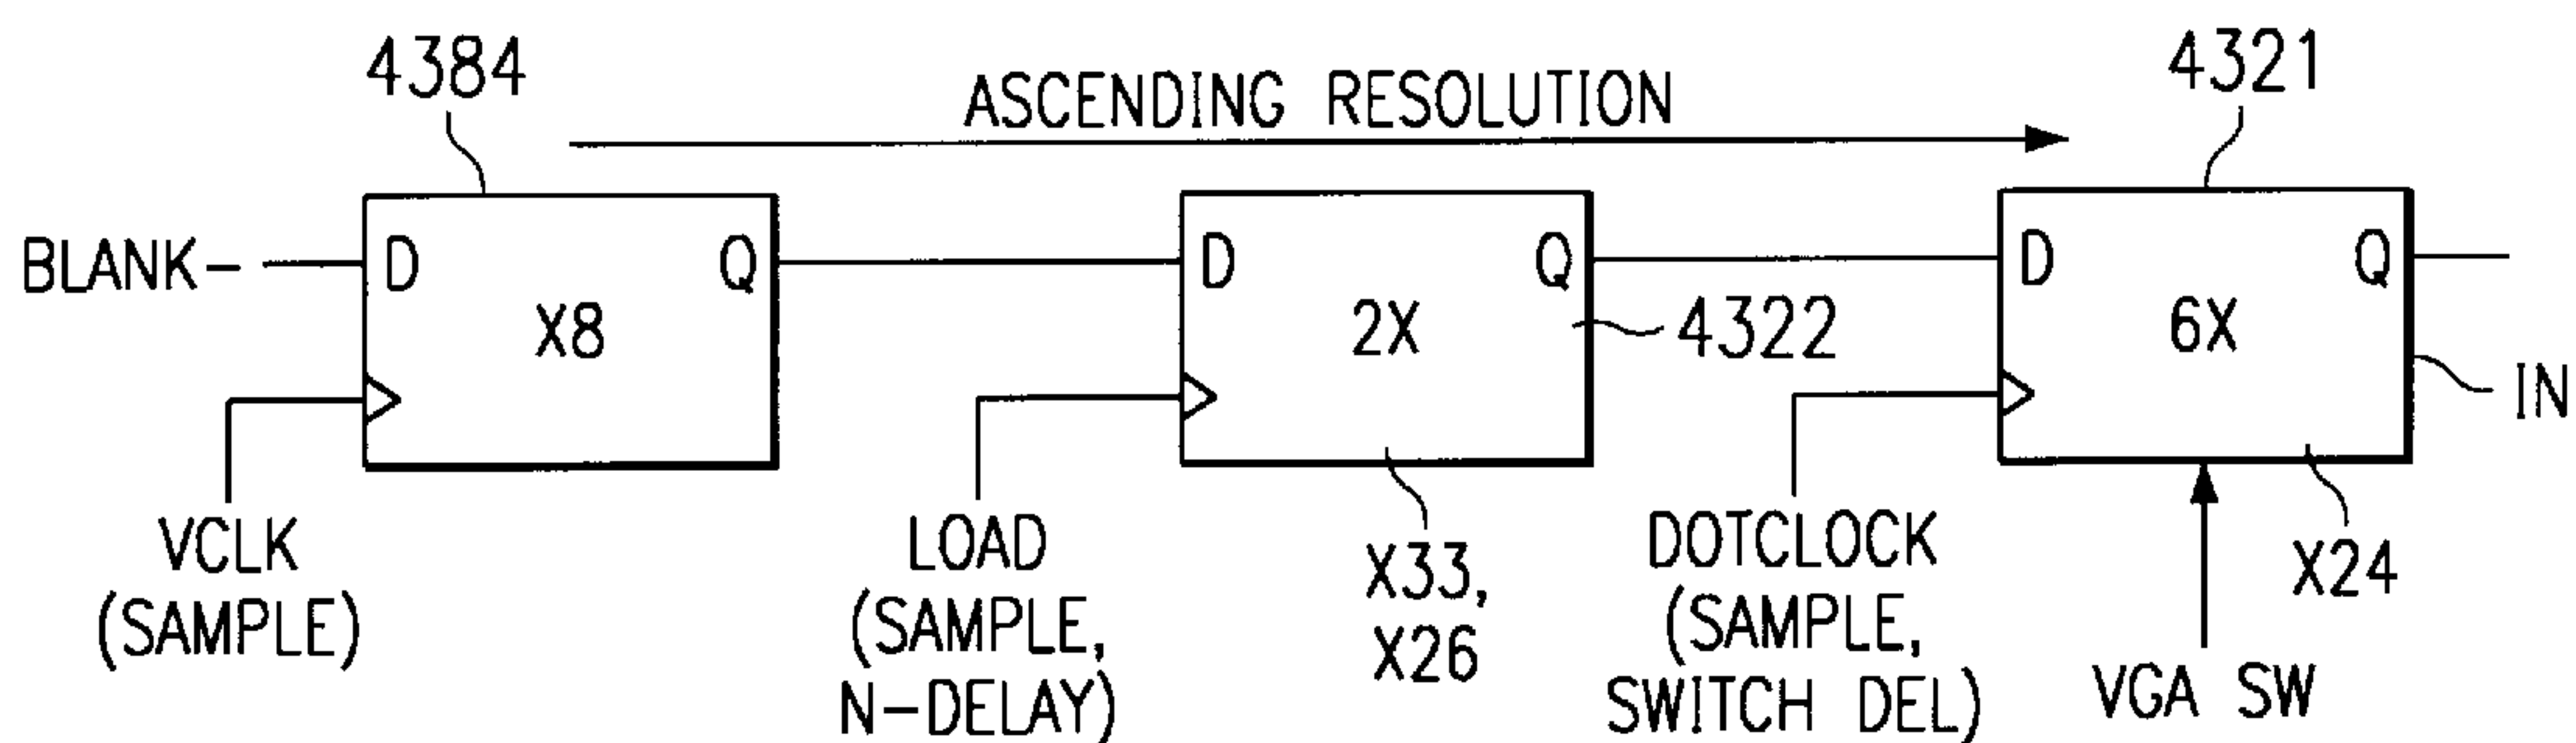 4384
ASCENDING RESOLUTION
4321
BLANK-
D
Q
X8
D
Q
2X
4322
D
Q
6X
IN
VCLK
(SAMPLE)
LOAD
(SAMPLE,
N-DELAY)
X33,
X26
DOTCLOCK
(SAMPLE,
SWITCH DEL)
VGA SW
X24